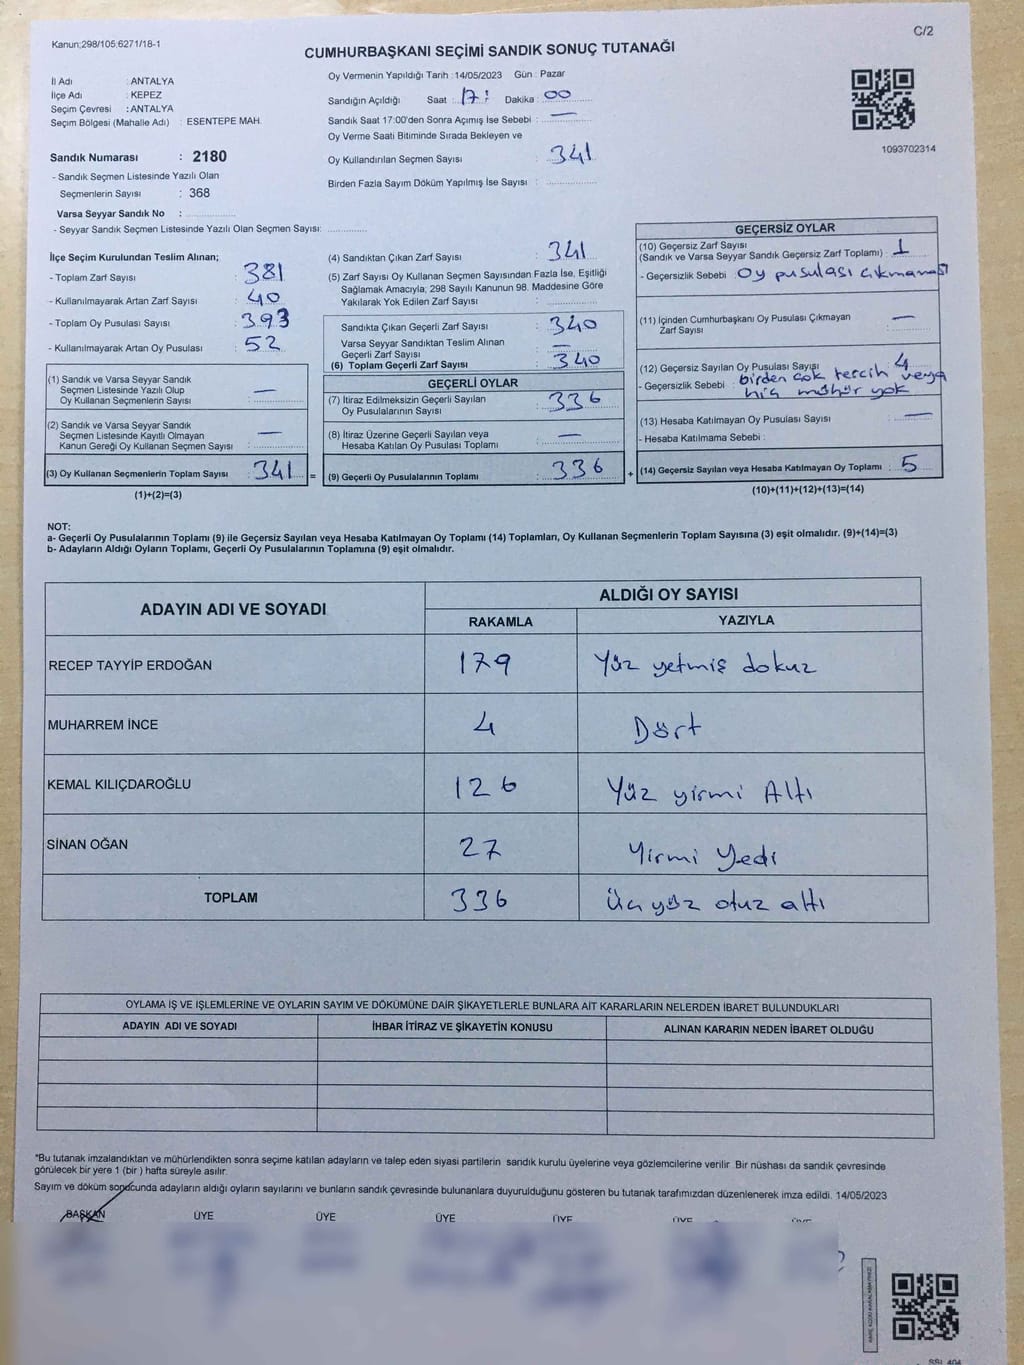 Kanun;298/105;6271/18-1
C/2
CUMHURBAŞKANI SEÇİMİ SANDIK SONUÇ TUTANAĞI
İl Adı : ANTALYA
İlçe Adı : KEPEZ
Seçim Çevresi : ANTALYA
Seçim Bölgesi (Mahalle Adı) : ESENTEPE MAH.
Sandık Numarası : 2180
- Sandık Seçmen Listesinde Yazılı Olan
Seçmenlerin Sayısı : 368
Varsa Seyyar Sandık No :
- Seyyar Sandık Seçmen Listesinde Yazılı Olan Seçmen Sayısı:
Oy Vermenin Yapıldığı Tarih : 14/05/2023 Gün : Pazar
Sandığın Açıldığı Saat : 17: Dakika : 00
Sandık Saat 17:00'den Sonra Açımış İse Sebebi : —
Oy Verme Saati Bitiminde Sırada Bekleyen ve
Oy Kullandırılan Seçmen Sayısı : 341
Birden Fazla Sayım Döküm Yapılmış İse Sayısı :
1093702314
İlçe Seçim Kurulundan Teslim Alınan;
- Toplam Zarf Sayısı : 381
- Kullanılmayarak Artan Zarf Sayısı : 40
- Toplam Oy Pusulası Sayısı : 393
- Kullanılmayarak Artan Oy Pusulası : 52
(1) Sandık ve Varsa Seyyar Sandık
Seçmen Listesinde Yazılı Olup
Oy Kullanan Seçmenlerin Sayısı : —
(2) Sandık ve Varsa Seyyar Sandık
Seçmen Listesinde Kayıtlı Olmayan
Kanun Gereği Oy Kullanan Seçmen Sayısı : —
(3) Oy Kullanan Seçmenlerin Toplam Sayısı : 341 =
(1)+(2)=(3)
(4) Sandıktan Çıkan Zarf Sayısı : 341
(5) Zarf Sayısı Oy Kullanan Seçmen Sayısından Fazla İse, Eşitliği
Sağlamak Amacıyla; 298 Sayılı Kanunun 98. Maddesine Göre
Yakılarak Yok Edilen Zarf Sayısı :
Sandıkta Çıkan Geçerli Zarf Sayısı : 340
Varsa Seyyar Sandıktan Teslim Alınan
Geçerli Zarf Sayısı : —
(6) Toplam Geçerli Zarf Sayısı : 340
GEÇERLİ OYLAR
(7) İtiraz Edilmeksizin Geçerli Sayılan
Oy Pusulalarının Sayısı : 336
(8) İtiraz Üzerine Geçerli Sayılan veya
Hesaba Katılan Oy Pusulası Toplamı : —
(9) Geçerli Oy Pusulalarının Toplamı : 336 +
GEÇERSİZ OYLAR
(10) Geçersiz Zarf Sayısı
(Sandık ve Varsa Seyyar Sandık Geçersiz Zarf Toplamı) : 1
- Geçersizlik Sebebi : Oy pusulası çıkmaması
(11) İçinden Cumhurbaşkanı Oy Pusulası Çıkmayan
Zarf Sayısı : —
(12) Geçersiz Sayılan Oy Pusulası Sayısı : 4
- Geçersizlik Sebebi : birden çok tercih veya
hiç mühür yok
(13) Hesaba Katılmayan Oy Pusulası Sayısı : —
- Hesaba Katılmama Sebebi :
(14) Geçersiz Sayılan veya Hesaba Katılmayan Oy Toplamı : 5
(10)+(11)+(12)+(13)=(14)
NOT:
a- Geçerli Oy Pusulalarının Toplamı (9) ile Geçersiz Sayılan veya Hesaba Katılmayan Oy Toplamı (14) Toplamları, Oy Kullanan Seçmenlerin Toplam Sayısına (3) eşit olmalıdır. (9)+(14)=(3)
b- Adayların Aldığı Oyların Toplamı, Geçerli Oy Pusulalarının Toplamına (9) eşit olmalıdır.
ADAYIN ADI VE SOYADI
ALDIĞI OY SAYISI
RAKAMLA YAZIYLA
RECEP TAYYİP ERDOĞAN 179 Yüz yetmiş dokuz
MUHARREM İNCE 4 Dört
KEMAL KILIÇDAROĞLU 126 Yüz yirmi Altı
SİNAN OĞAN 27 Yirmi Yedi
TOPLAM 336 Üçyüz otuz altı
OYLAMA İŞ VE İŞLEMLERİNE VE OYLARIN SAYIM VE DÖKÜMÜNE DAİR ŞİKAYETLERLE BUNLARA AİT KARARLARIN NELERDEN İBARET BULUNDUKLARI
ADAYIN ADI VE SOYADI İHBAR İTİRAZ VE ŞİKAYETİN KONUSU ALINAN KARARIN NEDEN İBARET OLDUĞU
*Bu tutanak imzalandıktan ve mühürlendikten sonra seçime katılan adayların ve talep eden siyasi partilerin sandık kurulu üyelerine veya gözlemcilerine verilir. Bir nüshası da sandık çevresinde
görülecek bir yere 1 (bir) hafta süreyle asılır.
Sayım ve döküm sonucunda adayların aldığı oyların sayılarını ve bunların sandık çevresinde bulunanlara duyurulduğunu gösteren bu tutanak tarafımızdan düzenlenerek imza edildi. 14/05/2023
BAŞKAN ÜYE ÜYE ÜYE ÜYE ÜYE